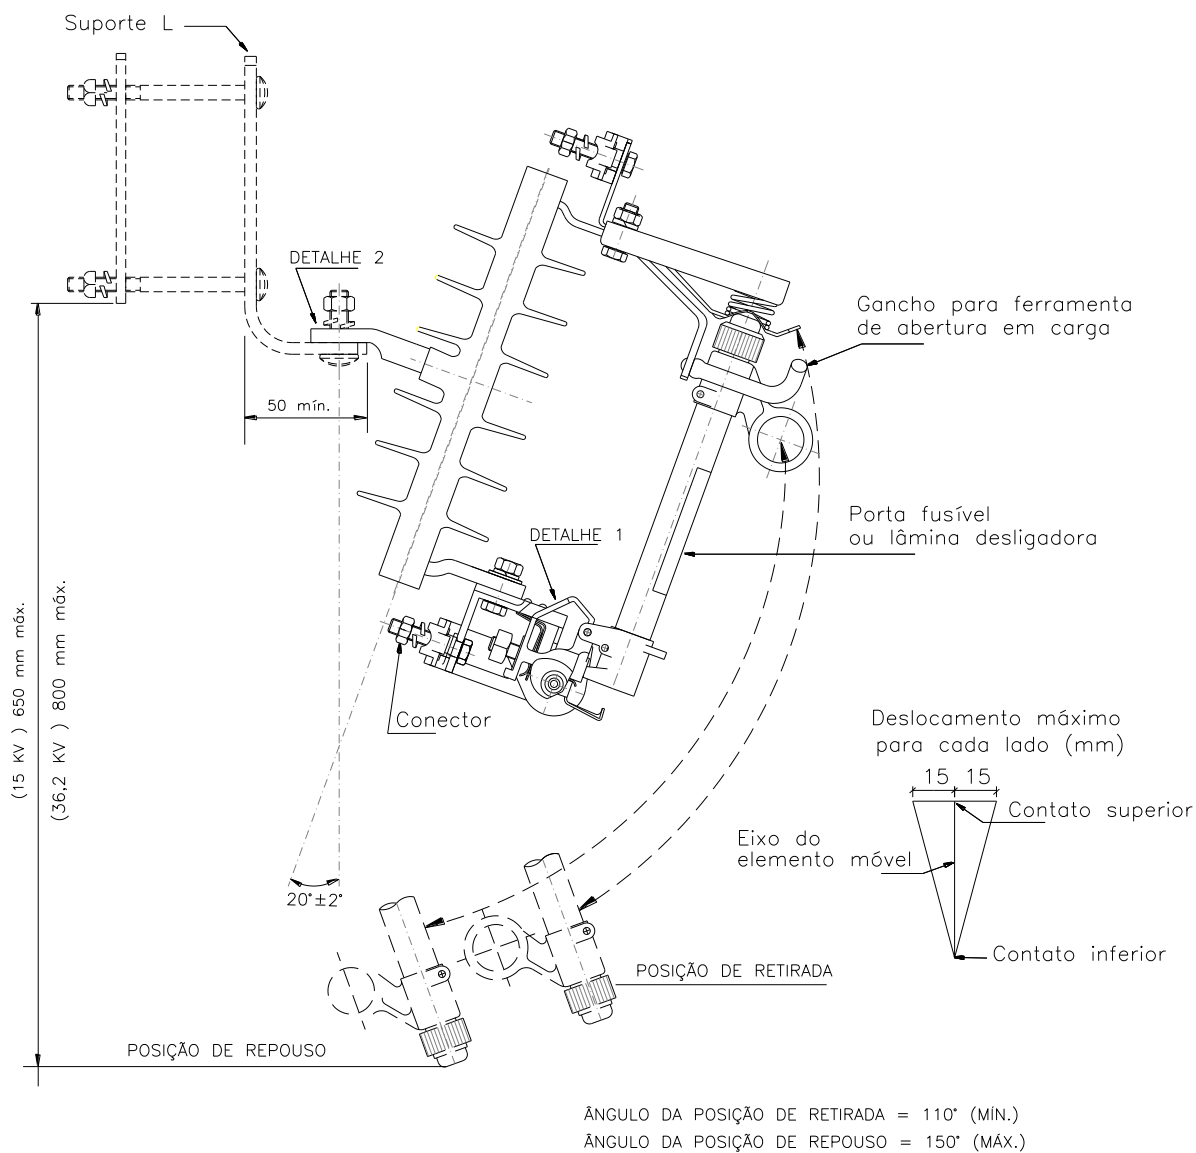 Suporte L
DETALHE 2
Gancho para ferramenta
de abertura em carga
50 mín.
Porta fusível
ou lâmina desligadora
DETALHE 1
(15 KV ) 650 mm máx.
(36,2 KV ) 800 mm máx.
Conector
Deslocamento máximo
para cada lado (mm)
15 15
Contato superior
Eixo do
elemento móvel
20°±2°
Contato inferior
POSIÇÃO DE RETIRADA
POSIÇÃO DE REPOUSO
ÂNGULO DA POSIÇÃO DE RETIRADA = 110° (MÍN.)
ÂNGULO DA POSIÇÃO DE REPOUSO = 150° (MÁX.)